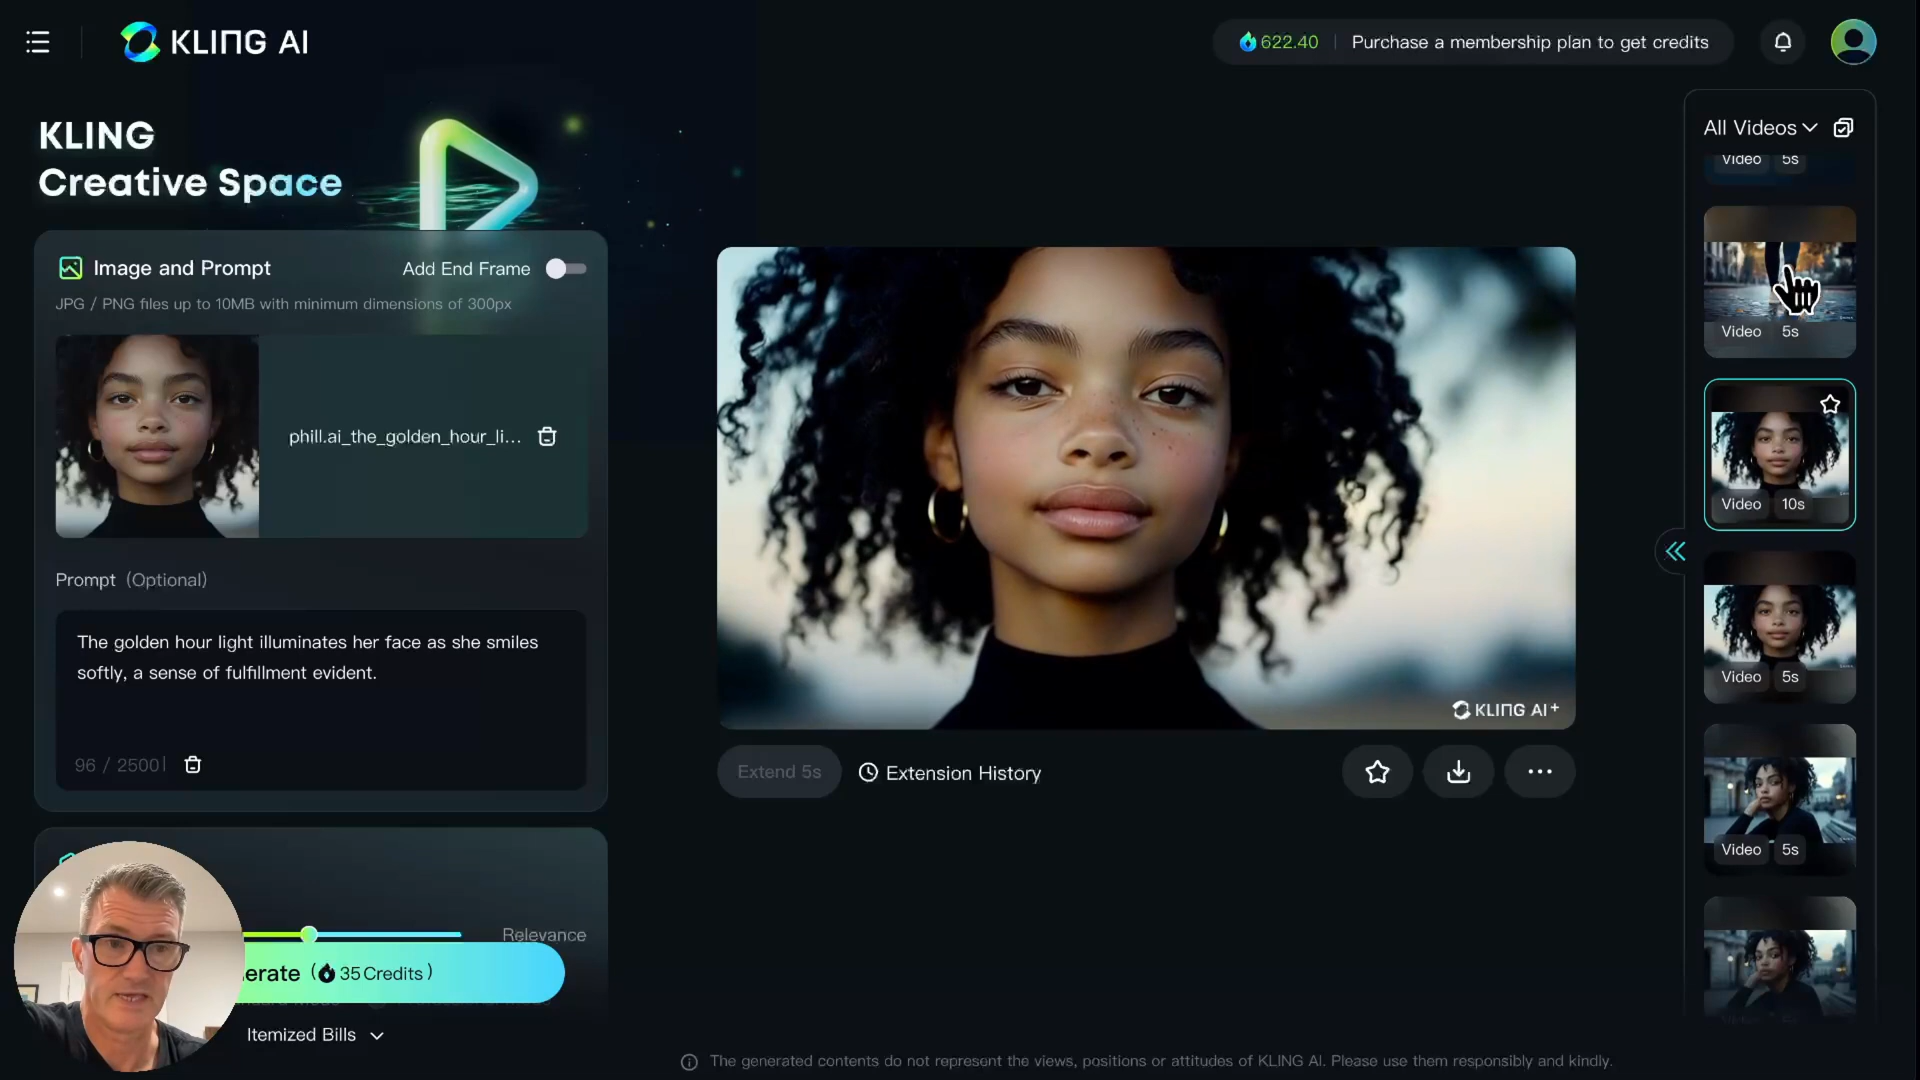 KLING AI
622.40
Purchase a membership plan to get credits
KLING
Creative Space
All Videos
Video 5s
Image and Prompt
Add End Frame
JPG / PNG files up to 10MB with minimum dimensions of 300px
Video 5s
phill.ai_the_golden_hour_li...
Video 10s
Prompt (Optional)
The golden hour light illuminates her face as she smiles
softly, a sense of fulfillment evident.
96 / 2500
Video 5s
KLING AI+
Extend 5s
Extension History
Video 5s
Relevance
erate (35 Credits)
Itemized Bills
The generated contents do not represent the views, positions or attitudes of KLING AI. Please use them responsibly and kindly.